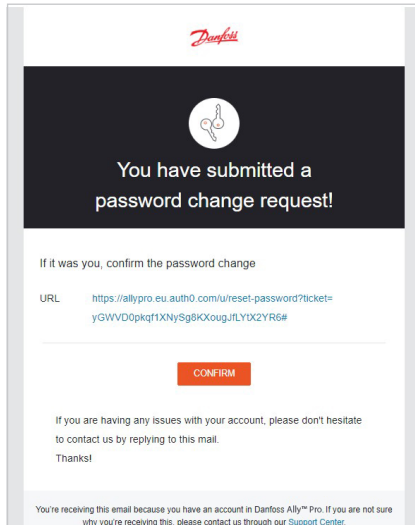 Danfoss
You have submitted a
password change request!
If it was you, confirm the password change
URL https://allypro.eu.auth0.com/u/reset-password?ticket=
yGWVD0pkqf1XNySg8KXougJfLYtX2YR6#
CONFIRM
If you are having any issues with your account, please don't hesitate
to contact us by replying to this mail.
Thanks!
You're receiving this email because you have an account in Danfoss Ally™ Pro. If you are not sure
why you're receiving this, please contact us through our Support Center.